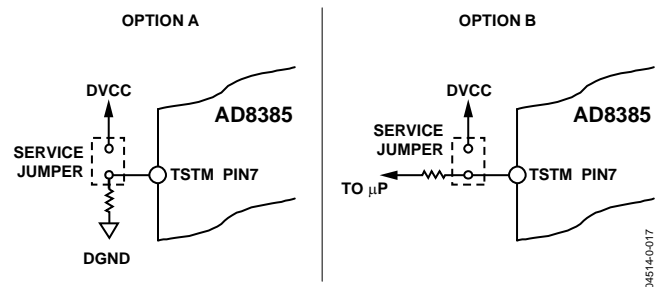 OPTION A
DVCC
AD8385
SERVICE
JUMPER
TSTM PIN7
DGND
OPTION B
DVCC
AD8385
SERVICE
JUMPER
TSTM PIN7
TO μP
04514-0-017